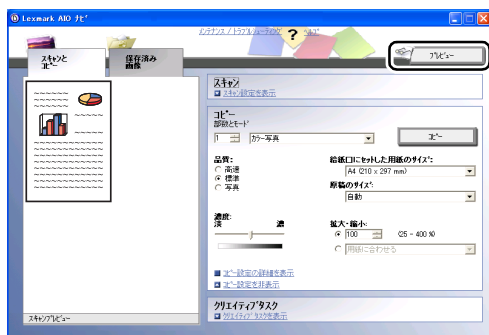 Lexmark AIO ナビ
メンテナンス / トラブルシューティング
ヘルプ
スキャンと
コピー
保存済み
画像
プレビュー
スキャン
スキャン設定を表示
コピー
部数とモード
1
カラー写真
コピー
品質:
高速
標準
写真
給紙口にセットした用紙のサイズ:
A4 (210 x 297 mm)
原稿のサイズ:
自動
濃度:
淡 濃
拡大・縮小:
100 (25 - 400 %)
用紙に合わせる
コピー設定の詳細を表示
コピー設定を非表示
クリエイティブタスク
クリエイティブタスクを表示
スキャンプレビュー